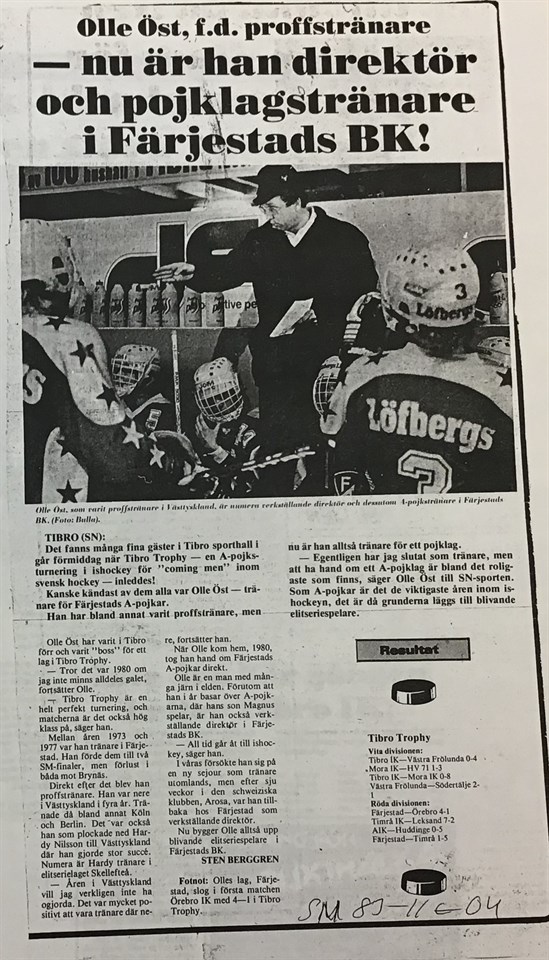 Olle Öst, f.d. proffstränare
— nu är han direktör
och pojklagstränare
i Färjestads BK!
100 hushåll i
tive pe
3
Löfbergs
Löfbergs
3
F
Olle Öst, som varit proffstränare i Västtyskland, är numera verkställande direktör och dessutom A-pojkstränare i Färjestads
BK. (Foto: Bulla).
TIBRO (SN):
Det fanns många fina gäster i Tibro sporthall i
går förmiddag när Tibro Trophy — en A-pojks-
turnering i ishockey för "coming men" inom
svensk hockey — inleddes!
Kanske kändast av dem alla var Olle Öst — trä-
nare för Färjestads A-pojkar.
Han har bland annat varit proffstränare, men
nu är han alltså tränare för ett pojklag.
— Egentligen har jag slutat som tränare, men
att ha hand om ett A-pojklag är bland det rolig-
aste som finns, säger Olle Öst till SN-sporten.
Som A-pojkar är det de viktigaste åren inom is-
hockeyn, det är då grunderna läggs till blivande
elitseriespelare.
Olle Öst har varit i Tibro
förr och varit "boss" för ett
lag i Tibro Trophy.
— Tror det var 1980 om
jag inte minns alldeles galet,
fortsätter Olle.
— Tibro Trophy är en
helt perfekt turnering, och
matcherna är det också hög
klass på, säger han.
Mellan åren 1973 och
1977 var han tränare i Färje-
stad. Han förde dem till två
SM-finaler, men förlust i
båda mot Brynäs.
Direkt efter det blev han
proffstränare. Han var nere
i Västtyskland i fyra år. Trä-
nade då bland annat Köln
och Berlin. Det var också
han som plockade ned Har-
dy Nilsson till Västtyskland
där han gjorde stor succé.
Numera är Hardy tränare i
elitserielaget Skellefteå.
— Åren i Västtyskland
vill jag verkligen inte ha
ogjorda. Det var mycket po-
sitivt att vara tränare där ne-
re, fortsätter han.
När Olle kom hem, 1980,
tog han hand om Färjestads
A-pojkar direkt.
Olle är en man med må-
nga järn i elden. Förutom att
han i år basar över A-pojk-
arna, där hans son Magnus
spelar, är han också verk-
ställande direktör i Färje-
stads BK.
— All tid går åt till ishoc-
key, säger han.
I våras försökte han sig på
en ny sejour som tränare
utomlands, men efter sju
veckor i den schweiziska
klubben, Arosa, var han till-
baka hos Färjestad som
verkställande direktör.
Nu bygger Olle alltså upp
blivande elitseriespelare i
Färjestads BK.
STEN BERGGREN
Fotnot: Olles lag, Färje-
stad, slog i första matchen
Örebro IK med 4—1 i Tibro
Trophy.
Resultat
Tibro Trophy
Vita divisionen:
Tibro IK—Västra Frölunda 0-4
Mora IK—HV 71 1-3
Tibro IK—Mora IK 0-8
Västra Frölunda—Södertälje 2-
1
Röda divisionen:
Färjestad—Örebro 4-1
Timrå IK—Leksand 7-2
AIK—Huddinge 0-5
Färjestad—Timrå 1-5